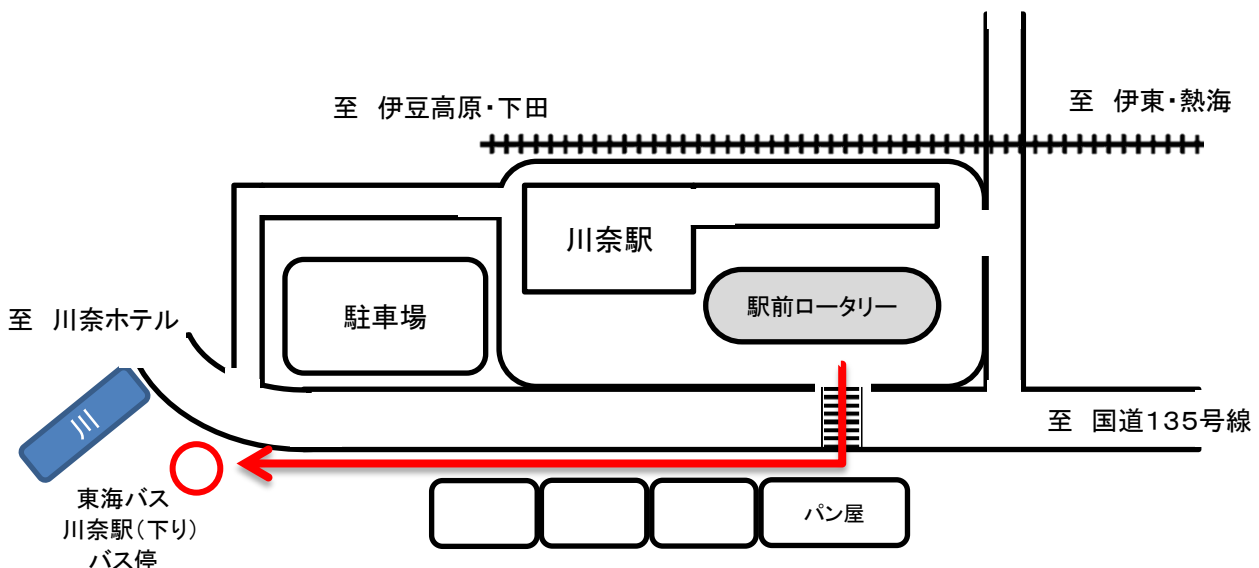 至　伊豆高原・下田
至　伊東・熱海
川奈駅
駅前ロータリー
駐車場
至　川奈ホテル
川
至　国道１３５号線
東海バス
川奈駅（下り）
バス停
パン屋